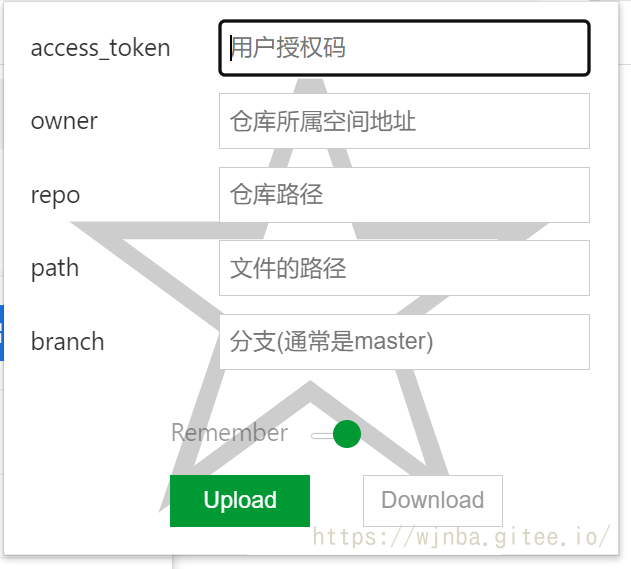 access_token 用户授权码
owner 仓库所属空间地址
repo 仓库路径
path 文件的路径
branch 分支(通常是master)
Remember
Upload Download
https://wjnba.gitee.io/